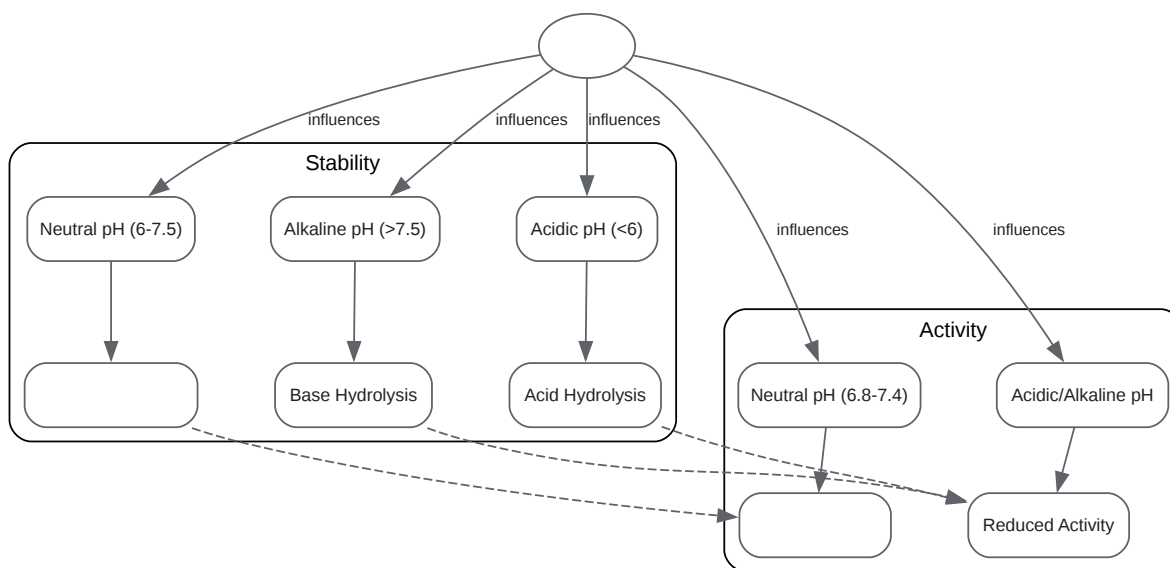 influences
influences
influences
Stability
Neutral pH (6-7.5)
Alkaline pH (>7.5)
Acidic pH (<6)
influences
influences
Activity
Base Hydrolysis
Acid Hydrolysis
Neutral pH (6.8-7.4)
Acidic/Alkaline pH
Reduced Activity